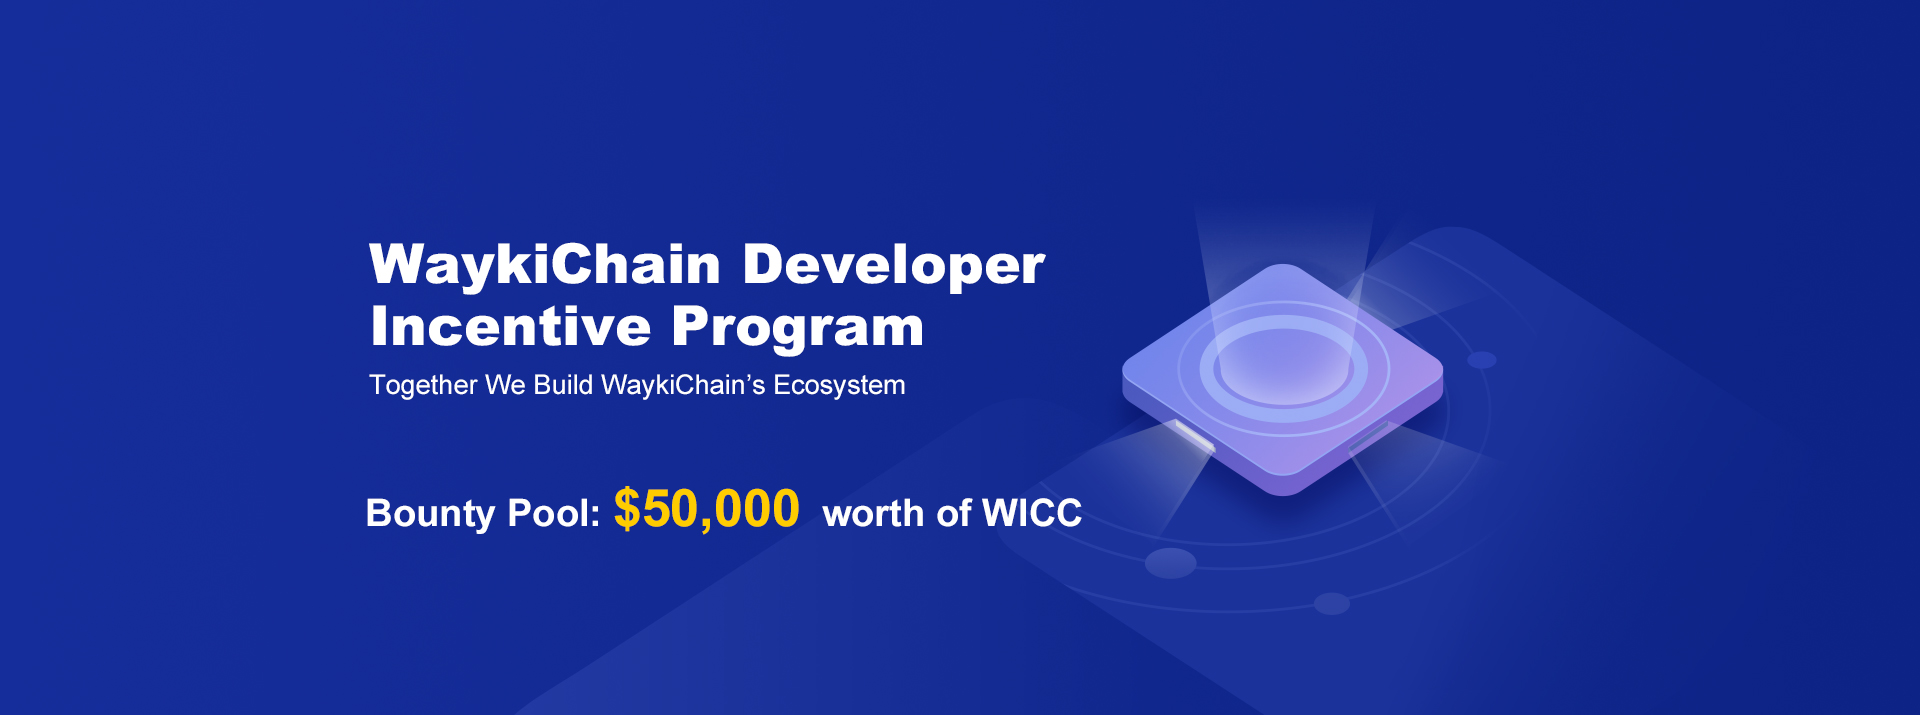 WaykiChain Developer
Incentive Program
Together We Build WaykiChain’s Ecosystem
Bounty Pool: $50,000 worth of WICC